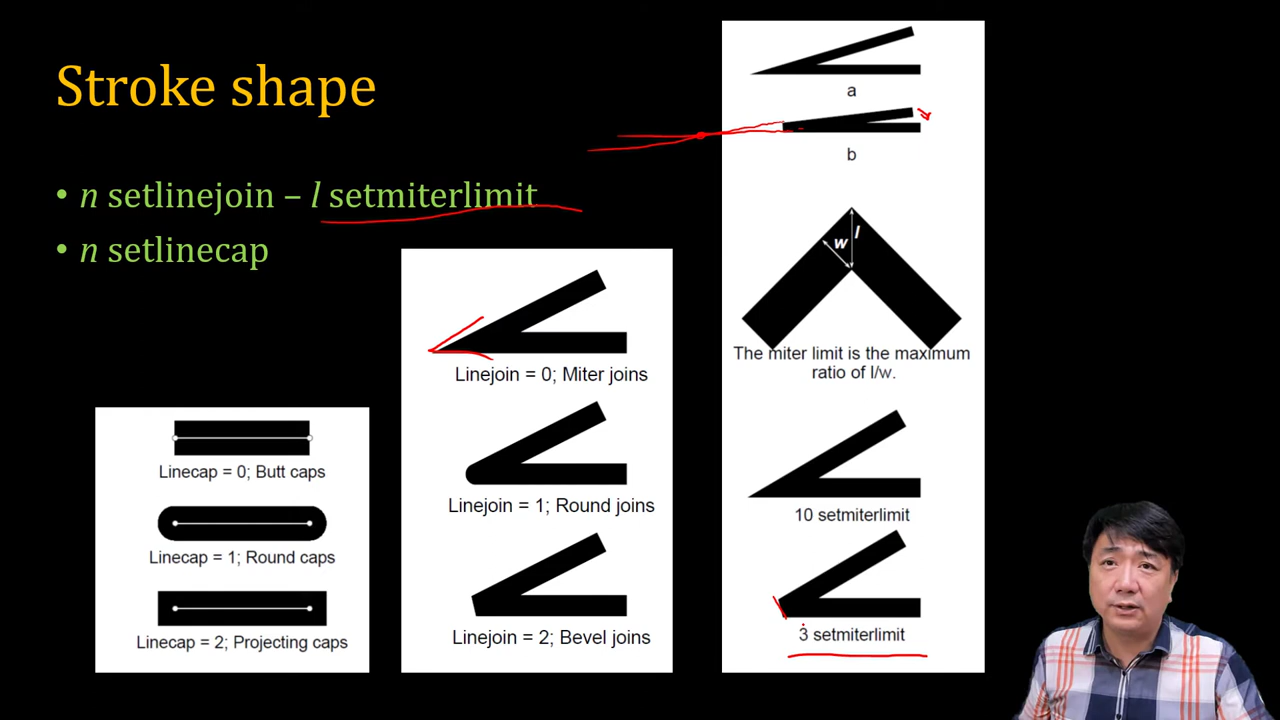 Stroke shape
• n setlinejoin – l setmiterlimit
• n setlinecap
Linecap = 0; Butt caps
Linecap = 1; Round caps
Linecap = 2; Projecting caps
Linejoin = 0; Miter joins
Linejoin = 1; Round joins
Linejoin = 2; Bevel joins
a
b
w l
The miter limit is the maximum
ratio of l/w.
10 setmiterlimit
3 setmiterlimit